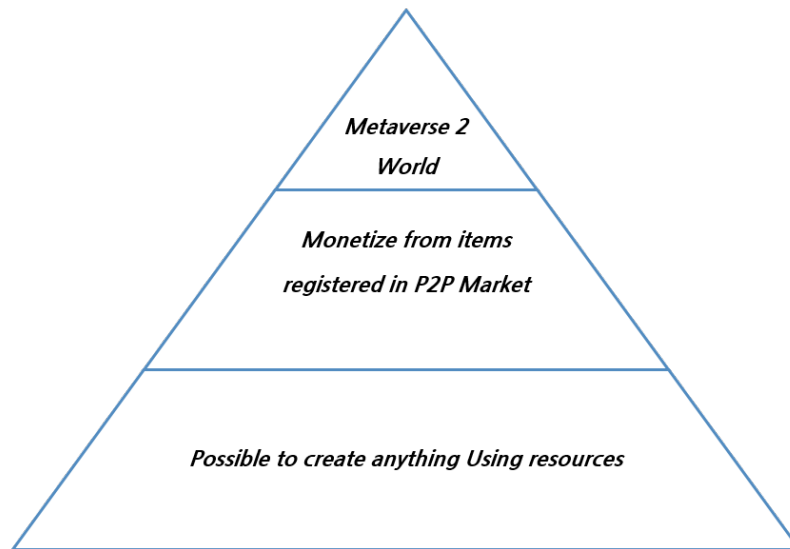 Metaverse 2
World
Monetize from items
registered in P2P Market
Possible to create anything Using resources